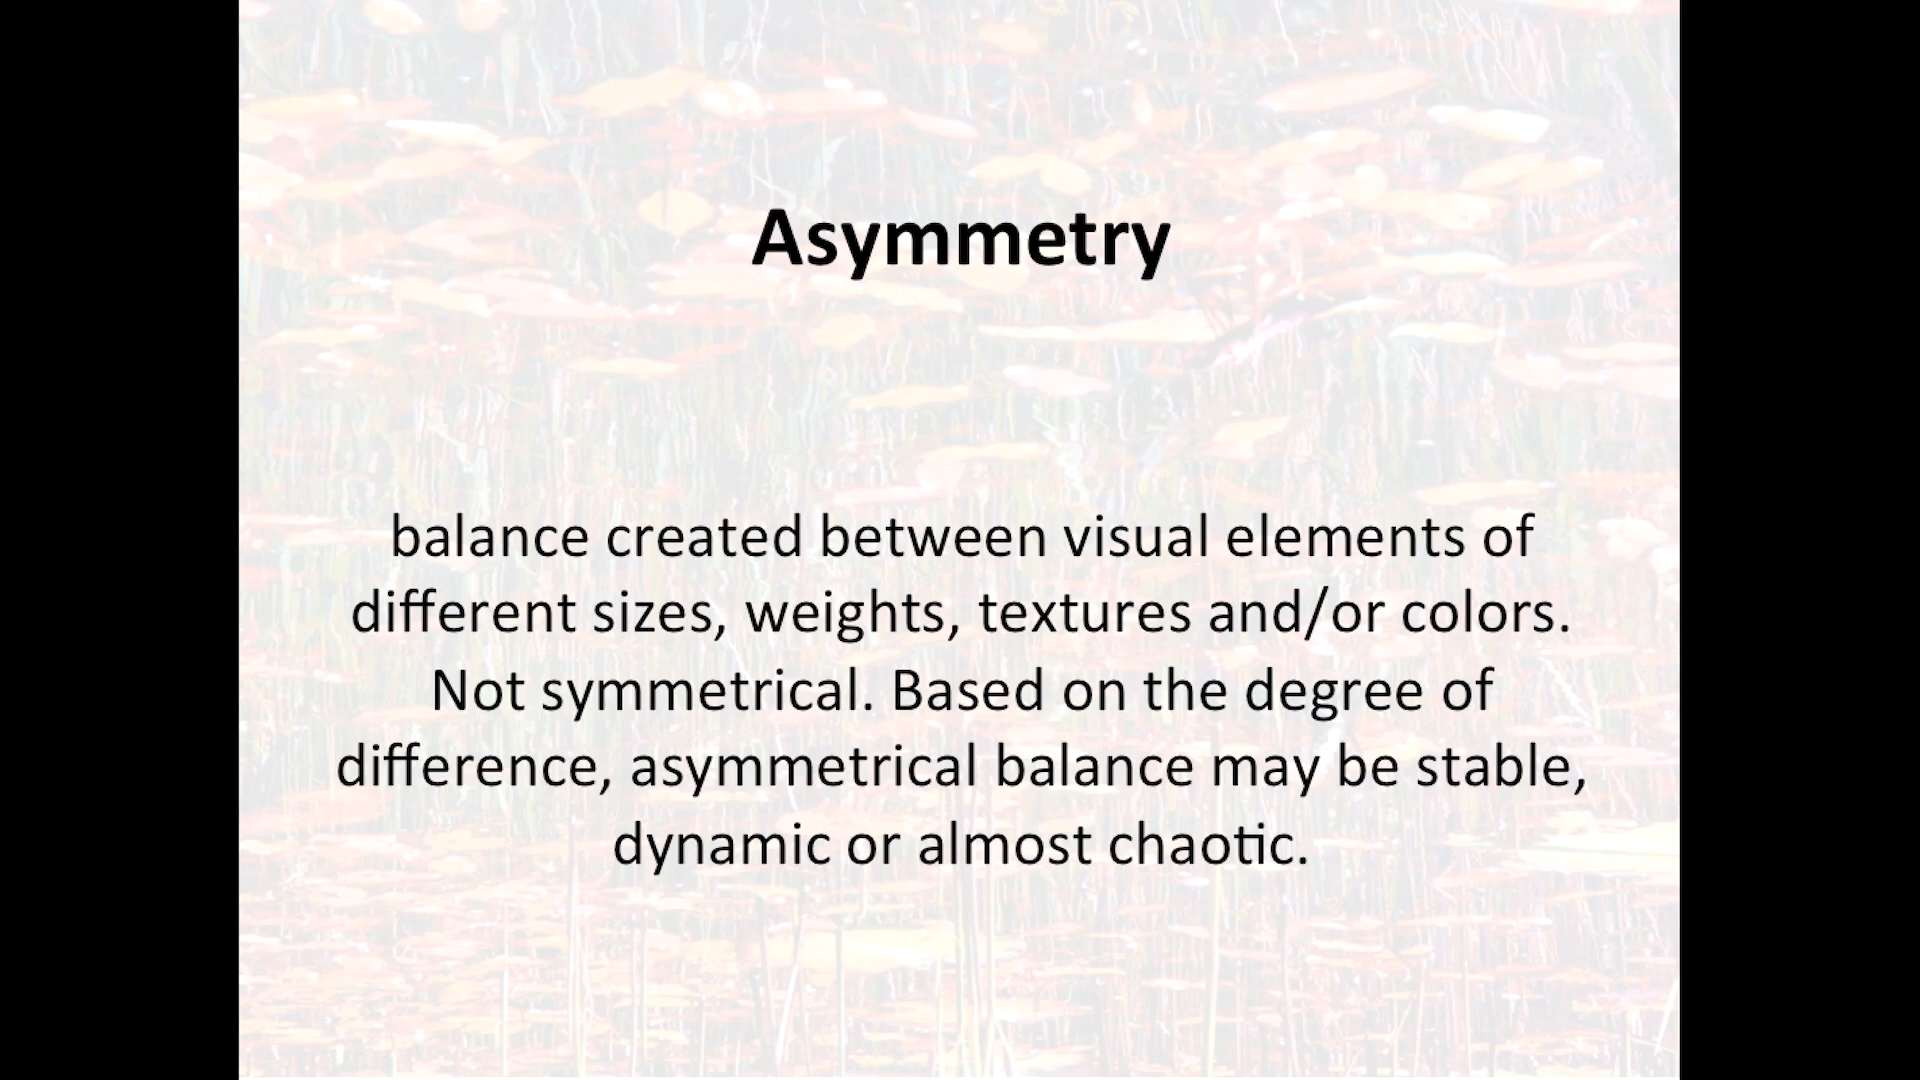 Asymmetry
balance created between visual elements of
different sizes, weights, textures and/or colors.
Not symmetrical. Based on the degree of
difference, asymmetrical balance may be stable,
dynamic or almost chaotic.